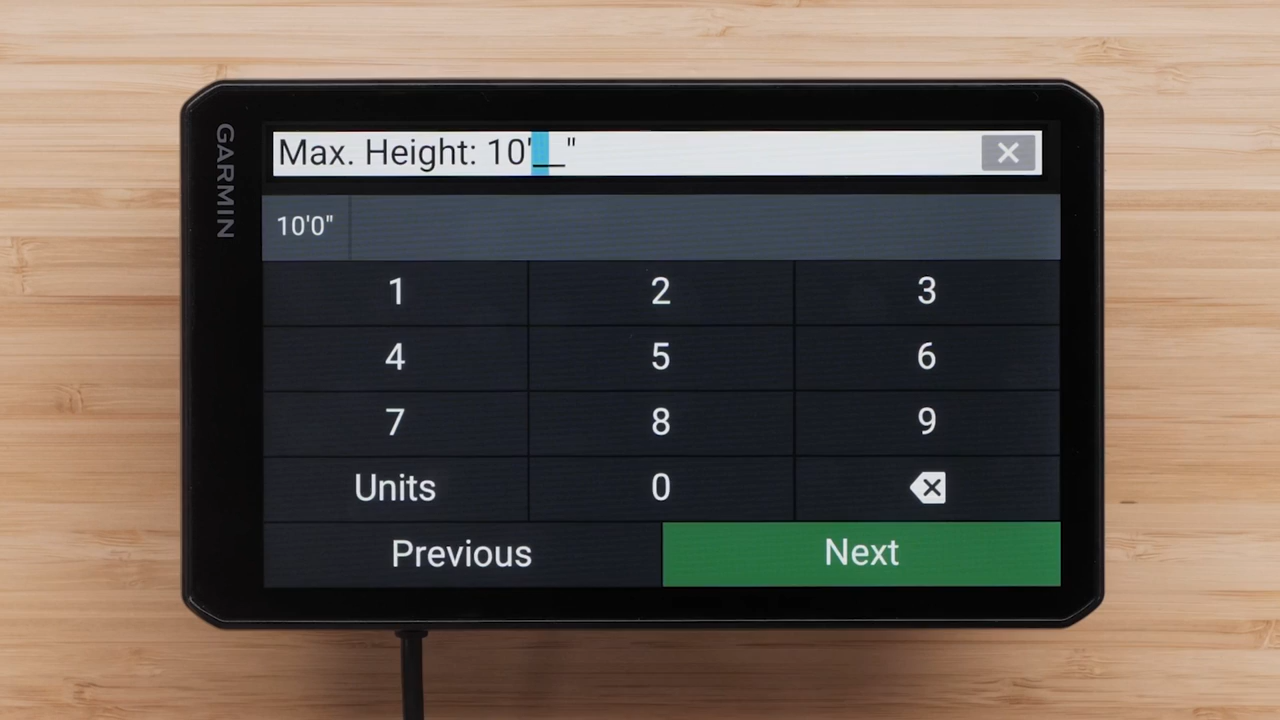 GARMIN
Max. Height: 10'__"
10'0"
1 2 3
4 5 6
7 8 9
Units 0
Previous Next